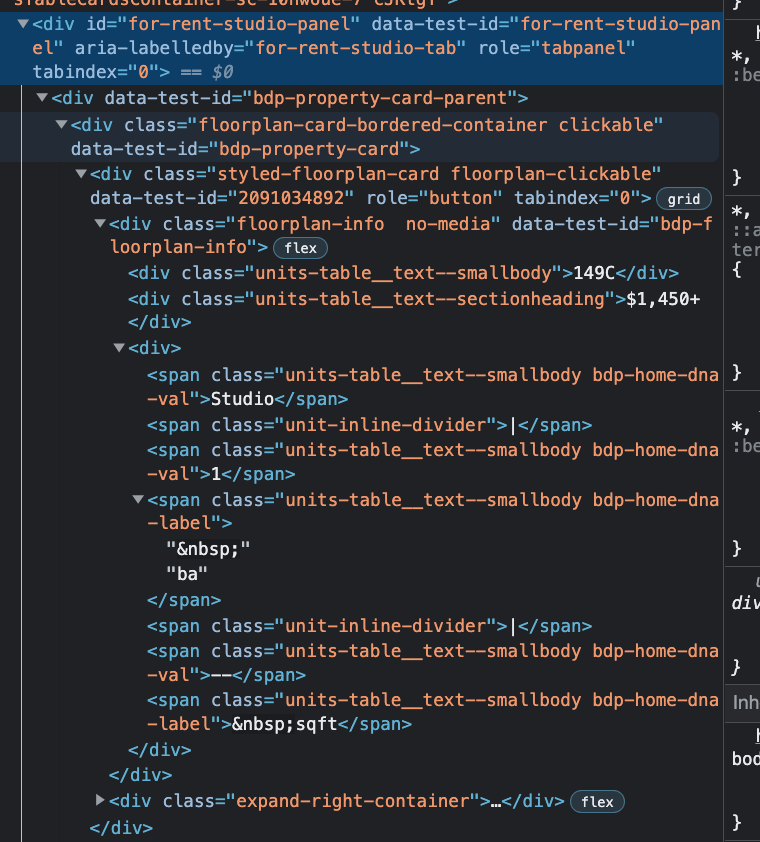 <div id="for-rent-studio-panel" data-test-id="for-rent-studio-pan
el" aria-labelledby="for-rent-studio-tab" role="tabpanel"
tabindex="0"> == $0
<div data-test-id="bdp-property-card-parent">
<div class="floorplan-card-bordered-container clickable"
data-test-id="bdp-property-card">
<div class="styled-floorplan-card floorplan-clickable"
data-test-id="2091034892" role="button" tabindex="0"> grid
<div class="floorplan-info  no-media" data-test-id="bdp-f
loorplan-info"> flex
<div class="units-table__text--smallbody">149C</div>
<div class="units-table__text--sectionheading">$1,450+
</div>
<div>
<span class="units-table__text--smallbody bdp-home-dna
-val">Studio</span>
<span class="unit-inline-divider">|</span>
<span class="units-table__text--smallbody bdp-home-dna
-val">1</span>
<span class="units-table__text--smallbody bdp-home-dna
-label">
"&nbsp;"
"ba"
</span>
<span class="unit-inline-divider">|</span>
<span class="units-table__text--smallbody bdp-home-dna
-val">--</span>
<span class="units-table__text--smallbody bdp-home-dna
-label">&nbsp;sqft</span>
</div>
</div>
<div class="expand-right-container">…</div> flex
</div>
}
*,
:be
}
*,
::a
ter
{
}
*,
:be
}
div
}
Inh
bod
}